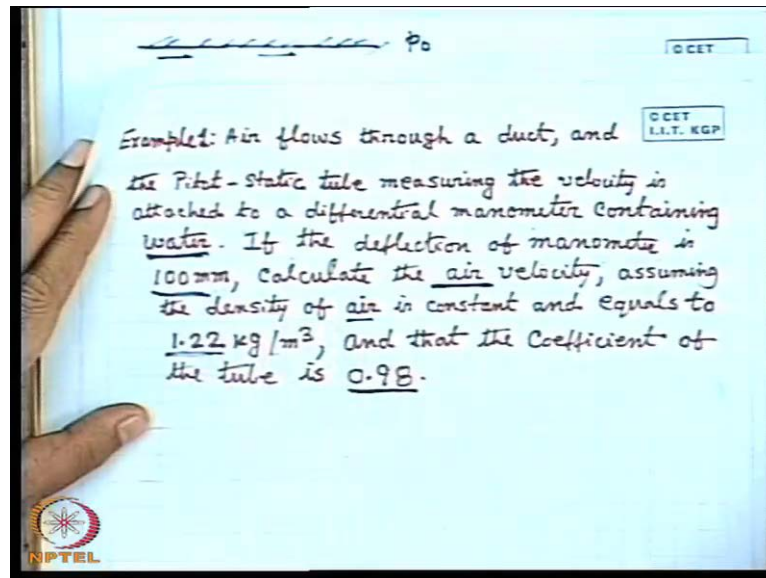 p₀
© CET
© CET
I.I.T. KGP
Example1: Air flows through a duct, and
the Pitot-Static tube measuring the velocity is
attached to a differential manometer containing
water. If the deflection of manometer is
100mm, calculate the air velocity, assuming
the density of air is constant and equals to
1.22 kg/m³, and that the coefficient of
the tube is 0.98.
NPTEL